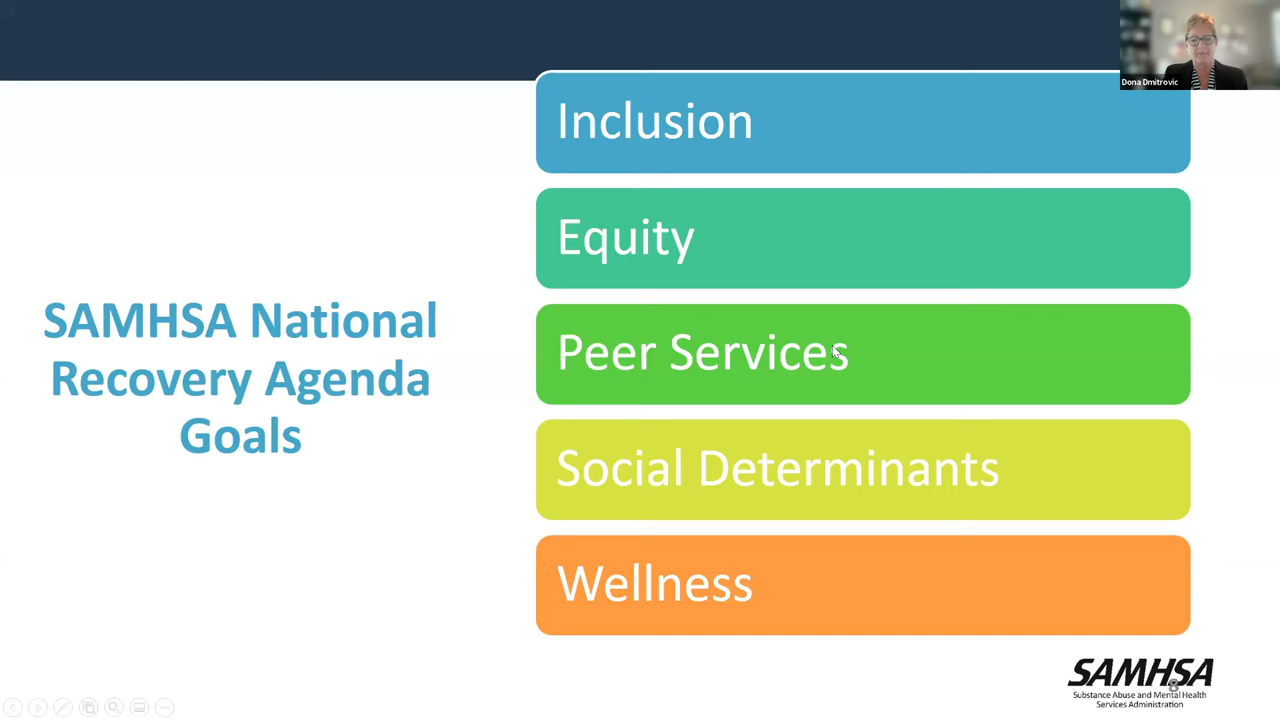 Dona Dmitrovic
Inclusion
Equity
SAMHSA National
Recovery Agenda
Goals
Peer Services
Social Determinants
Wellness
SAMHSA
8
Substance Abuse and Mental Health
Services Administration